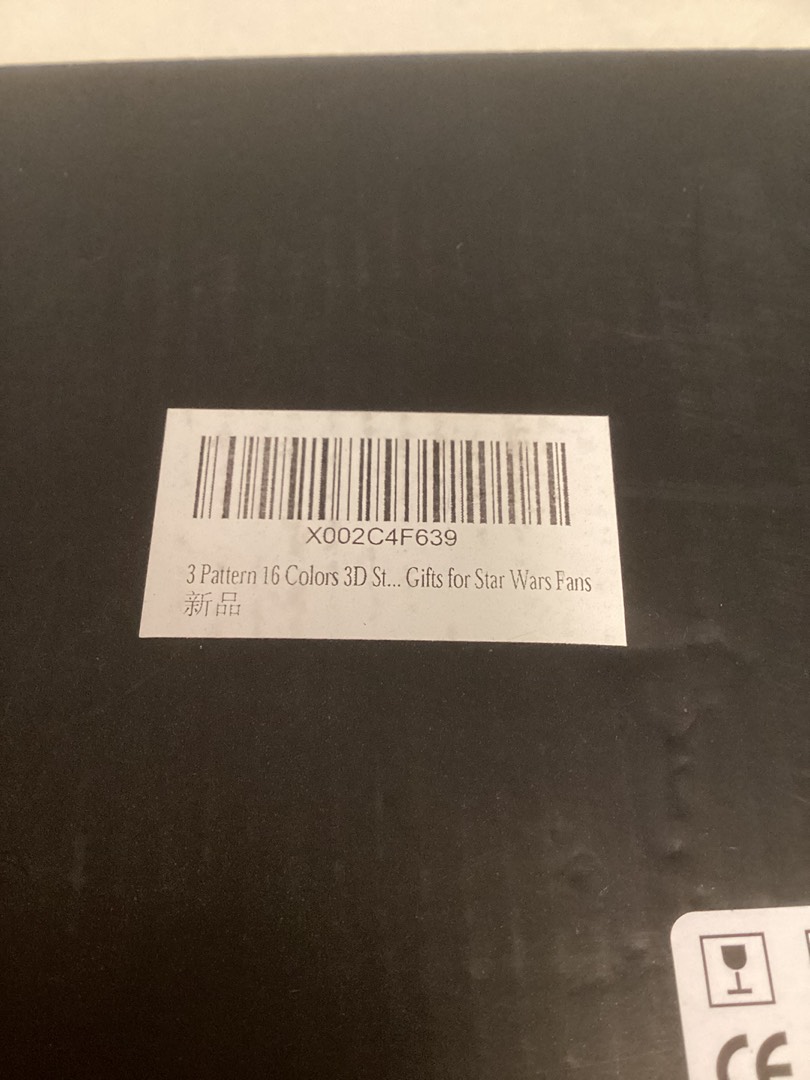 X002C4F639
3 Pattern 16 Colors 3D St... Gifts for Star Wars Fans
新品
CE